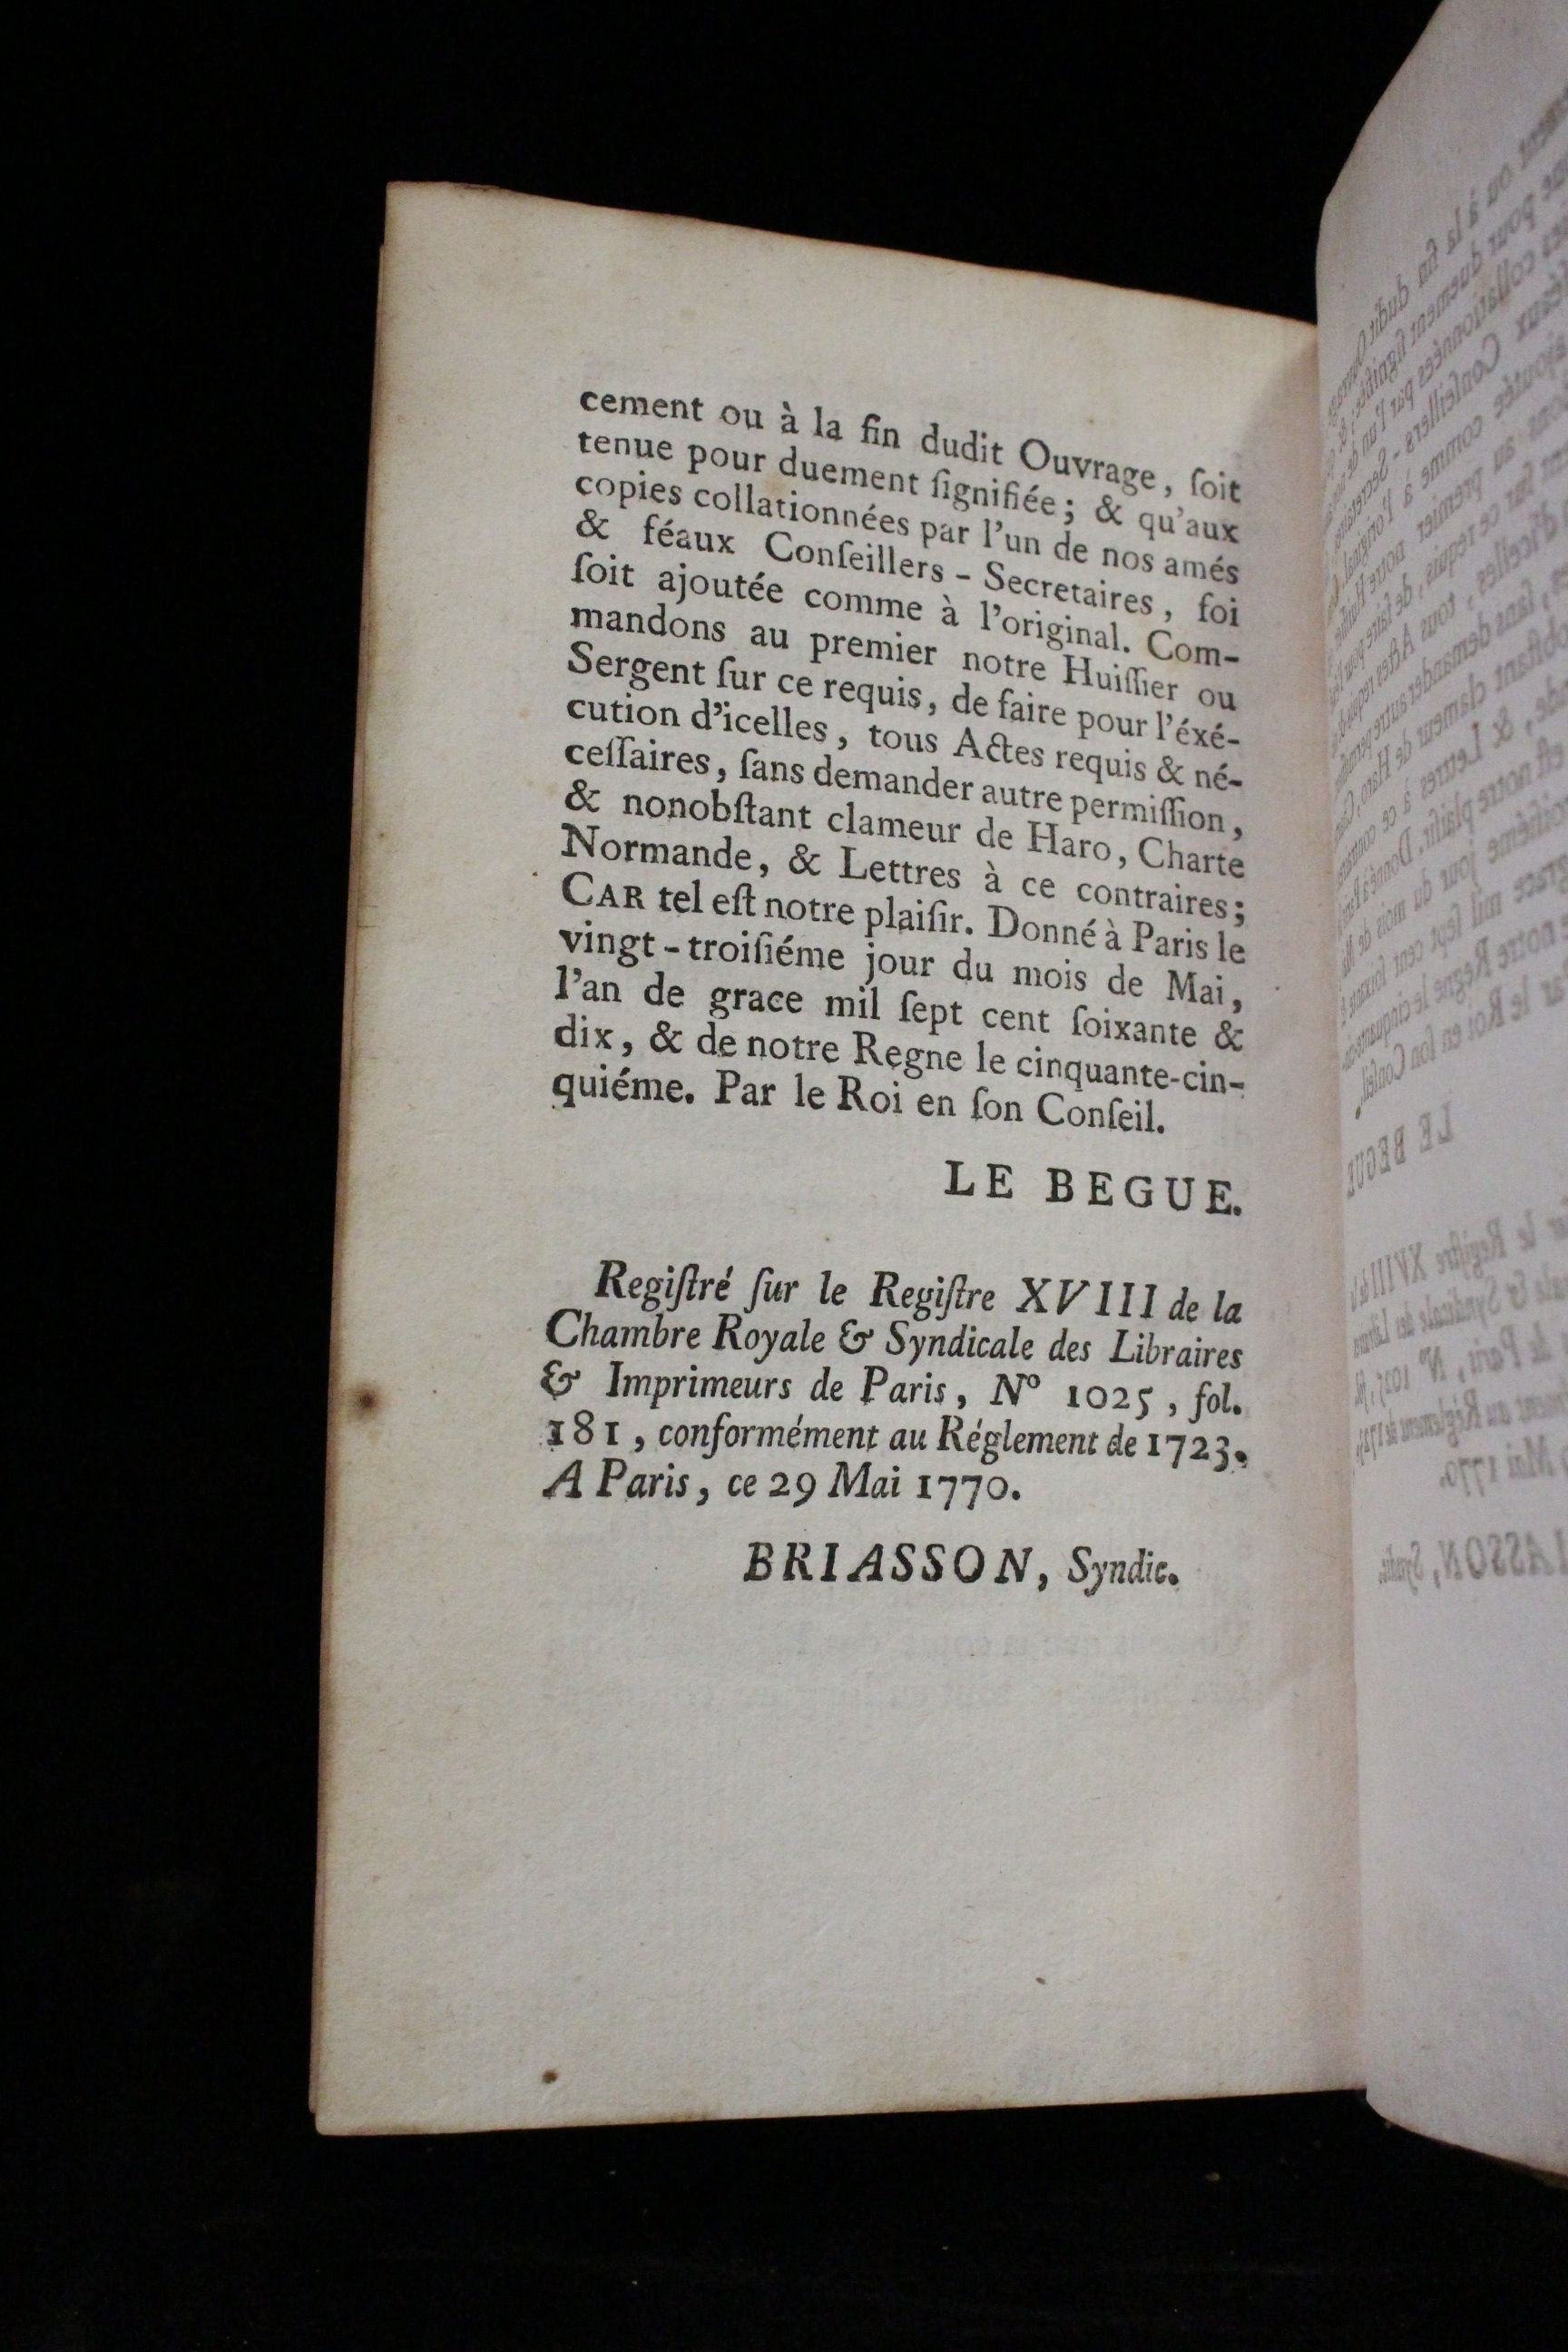 cement ou à la fin dudit Ouvrage, ſoit
tenue pour duement ſignifiée; & qu'aux
copies collationnées par l'un de nos amés
& féaux Conſeillers - Secretaires, foi
ſoit ajoutée comme à l'original. Com-
mandons au premier notre Huiſſier ou
Sergent ſur ce requis, de faire pour l'éxé-
cution d'icelles, tous Actes requis & né-
ceſſaires, ſans demander autre permiſſion,
& nonobſtant clameur de Haro, Charte
Normande, & Lettres à ce contraires;
CAR tel eſt notre plaiſir. Donné à Paris le
vingt - troiſiéme jour du mois de Mai,
l'an de grace mil ſept cent ſoixante &
dix, & de notre Regne le cinquante-cin-
quiéme. Par le Roi en ſon Conſeil.
LE BEGUE.
Regiſtré ſur le Regiſtre XVIII de la
Chambre Royale & Syndicale des Libraires
& Imprimeurs de Paris, N° 1025, fol.
181, conformément au Réglement de 1723.
A Paris, ce 29 Mai 1770.
BRIASSON, Syndic.